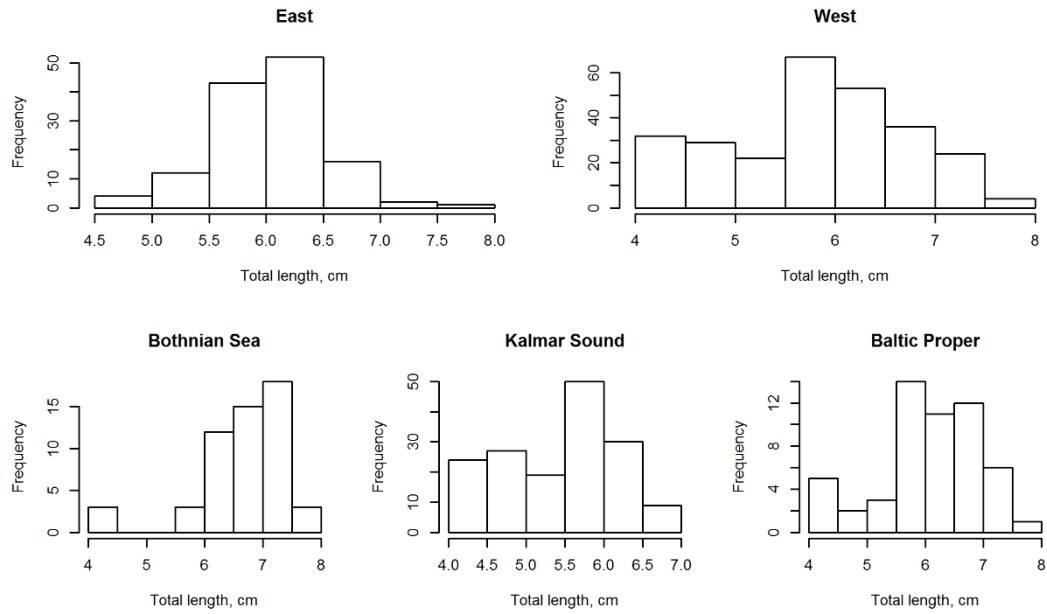 East
Frequency
0 10 30 50
4.5 5.0 5.5 6.0 6.5 7.0 7.5 8.0
Total length, cm
West
Frequency
0 20 40 60
4 5 6 7 8
Total length, cm
Bothnian Sea
Frequency
0 5 10 15
4 5 6 7 8
Total length, cm
Kalmar Sound
Frequency
0 10 30 50
4.0 4.5 5.0 5.5 6.0 6.5 7.0
Total length, cm
Baltic Proper
Frequency
0 4 8 12
4 5 6 7 8
Total length, cm